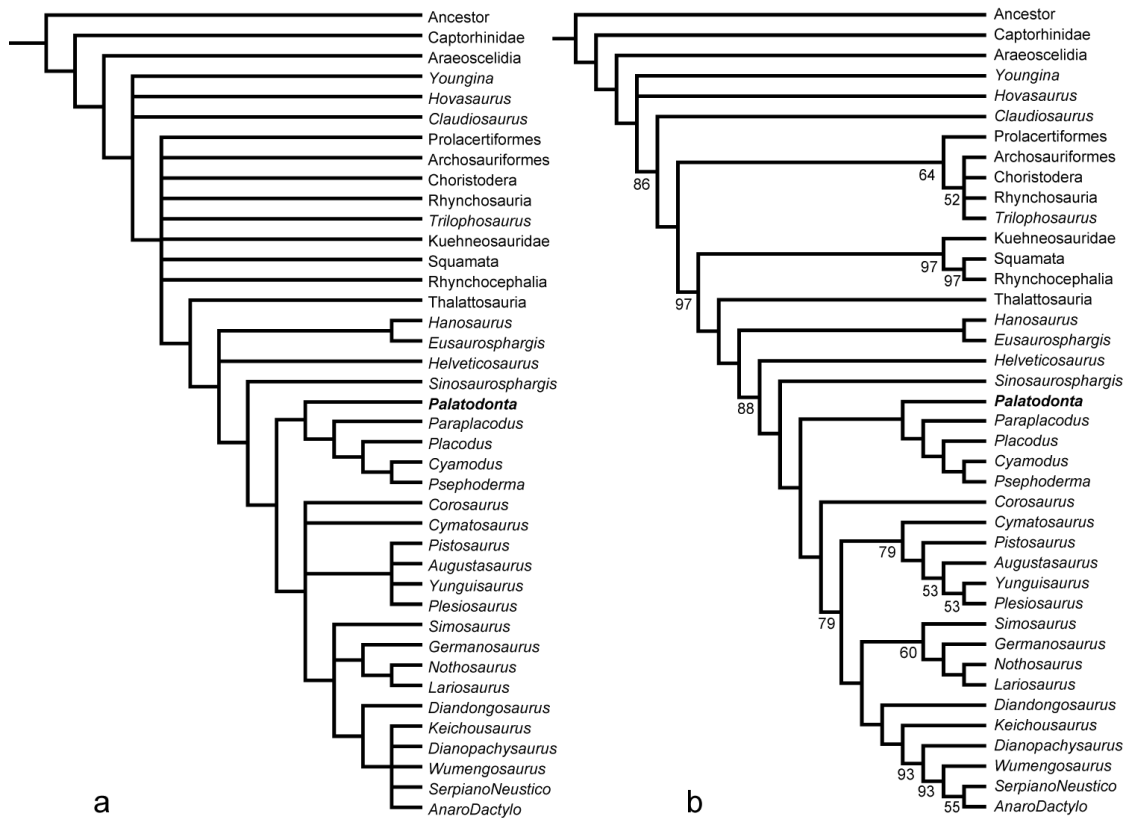 Ancestor
Captorhinidae
Araeoscelidia
Youngina
Hovasaurus
Claudiosaurus
Prolacertiformes
Archosauriformes
Choristodera
Rhynchosauria
Trilophosaurus
Kuehneosauridae
Squamata
Rhynchocephalia
Thalattosauria
Hanosaurus
Eusaurosphargis
Helveticosaurus
Sinosaurosphargis
Palatodonta
Paraplacodus
Placodus
Cyamodus
Psephoderma
Corosaurus
Cymatosaurus
Pistosaurus
Augustasaurus
Yunguisaurus
Plesiosaurus
Simosaurus
Germanosaurus
Nothosaurus
Lariosaurus
Diandongosaurus
Keichousaurus
Dianopachysaurus
Wumengosaurus
SerpianoNeustico
AnaroDactylo
a
Ancestor
Captorhinidae
Araeoscelidia
Youngina
Hovasaurus
Claudiosaurus
86
Prolacertiformes
Archosauriformes
64
Choristodera
Rhynchosauria
52
Trilophosaurus
Kuehneosauridae
Squamata
97
Rhynchocephalia
97
Thalattosauria
97
Hanosaurus
Eusaurosphargis
Helveticosaurus
Sinosaurosphargis
88
Palatodonta
Paraplacodus
Placodus
Cyamodus
Psephoderma
Corosaurus
Cymatosaurus
Pistosaurus
79
Augustasaurus
Yunguisaurus
53
Plesiosaurus
53
Simosaurus
79
Germanosaurus
60
Nothosaurus
Lariosaurus
Diandongosaurus
Keichousaurus
Dianopachysaurus
Wumengosaurus
93
SerpianoNeustico
93
AnaroDactylo
55
b